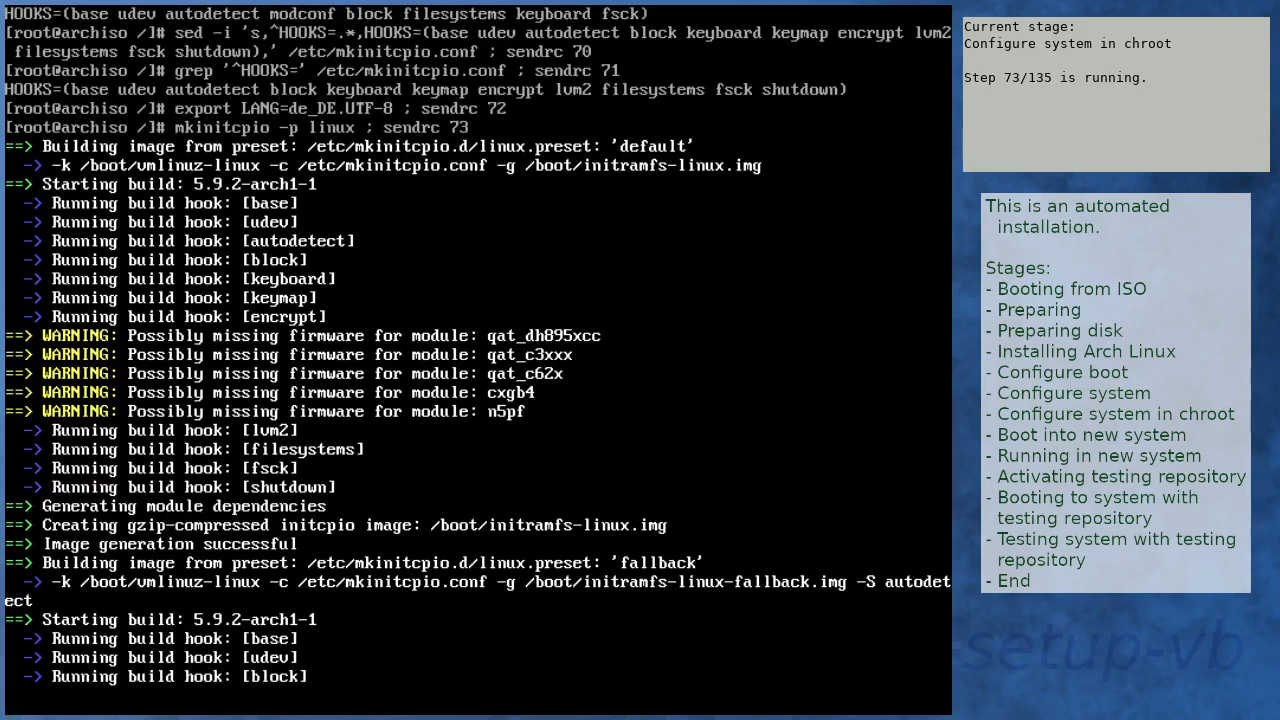 HOOKS=(base udev autodetect modconf block filesystems keyboard fsck)
[root@archiso /]# sed -i 's,^HOOKS=.*,HOOKS=(base udev autodetect block keyboard keymap encrypt lvm2
 filesystems fsck shutdown),' /etc/mkinitcpio.conf ; sendrc 70
[root@archiso /]# grep '^HOOKS=' /etc/mkinitcpio.conf ; sendrc 71
HOOKS=(base udev autodetect block keyboard keymap encrypt lvm2 filesystems fsck shutdown)
[root@archiso /]# export LANG=de_DE.UTF-8 ; sendrc 72
[root@archiso /]# mkinitcpio -p linux ; sendrc 73
==> Building image from preset: /etc/mkinitcpio.d/linux.preset: 'default'
  -> -k /boot/vmlinuz-linux -c /etc/mkinitcpio.conf -g /boot/initramfs-linux.img
==> Starting build: 5.9.2-arch1-1
  -> Running build hook: [base]
  -> Running build hook: [udev]
  -> Running build hook: [autodetect]
  -> Running build hook: [block]
  -> Running build hook: [keyboard]
  -> Running build hook: [keymap]
  -> Running build hook: [encrypt]
==> WARNING: Possibly missing firmware for module: qat_dh895xcc
==> WARNING: Possibly missing firmware for module: qat_c3xxx
==> WARNING: Possibly missing firmware for module: qat_c62x
==> WARNING: Possibly missing firmware for module: cxgb4
==> WARNING: Possibly missing firmware for module: n5pf
  -> Running build hook: [lvm2]
  -> Running build hook: [filesystems]
  -> Running build hook: [fsck]
  -> Running build hook: [shutdown]
==> Generating module dependencies
==> Creating gzip-compressed initcpio image: /boot/initramfs-linux.img
==> Image generation successful
==> Building image from preset: /etc/mkinitcpio.d/linux.preset: 'fallback'
  -> -k /boot/vmlinuz-linux -c /etc/mkinitcpio.conf -g /boot/initramfs-linux-fallback.img -S autodet
ect
==> Starting build: 5.9.2-arch1-1
  -> Running build hook: [base]
  -> Running build hook: [udev]
  -> Running build hook: [block]
Current stage:
Configure system in chroot
Step 73/135 is running.
This is an automated
installation.
Stages:
- Booting from ISO
- Preparing
- Preparing disk
- Installing Arch Linux
- Configure boot
- Configure system
- Configure system in chroot
- Boot into new system
- Running in new system
- Activating testing repository
- Booting to system with
testing repository
- Testing system with testing
repository
- End
-setup-vb